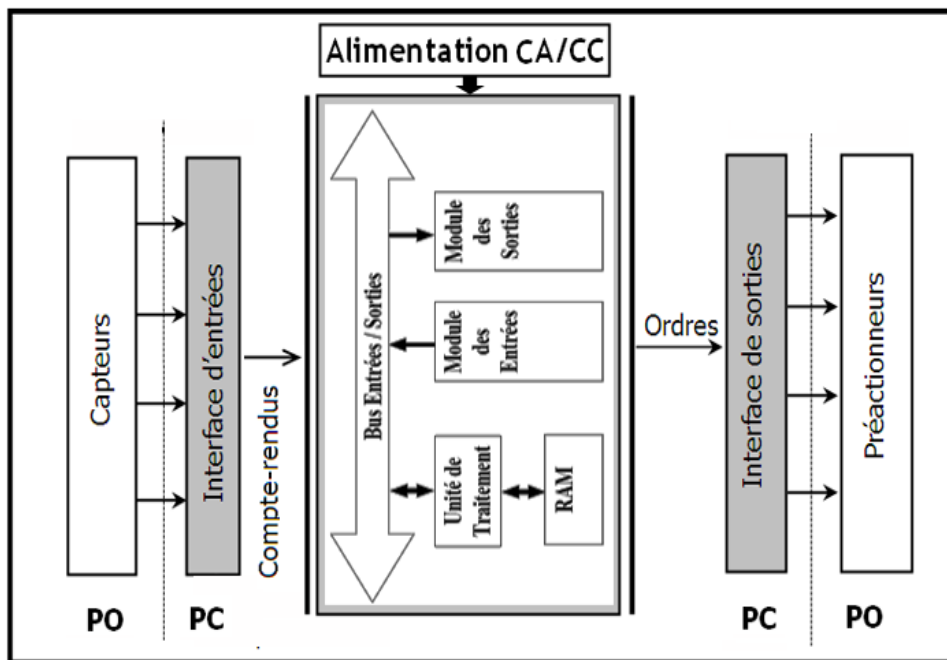 Alimentation CA/CC
Capteurs
Interface d'entrées
Compte-rendus
Bus Entrées / Sorties
Module
des
Sorties
Module
des
Entrées
Unité de
Traitement
RAM
Ordres
Interface de sorties
Préactionneurs
PO
PC
PC
PO